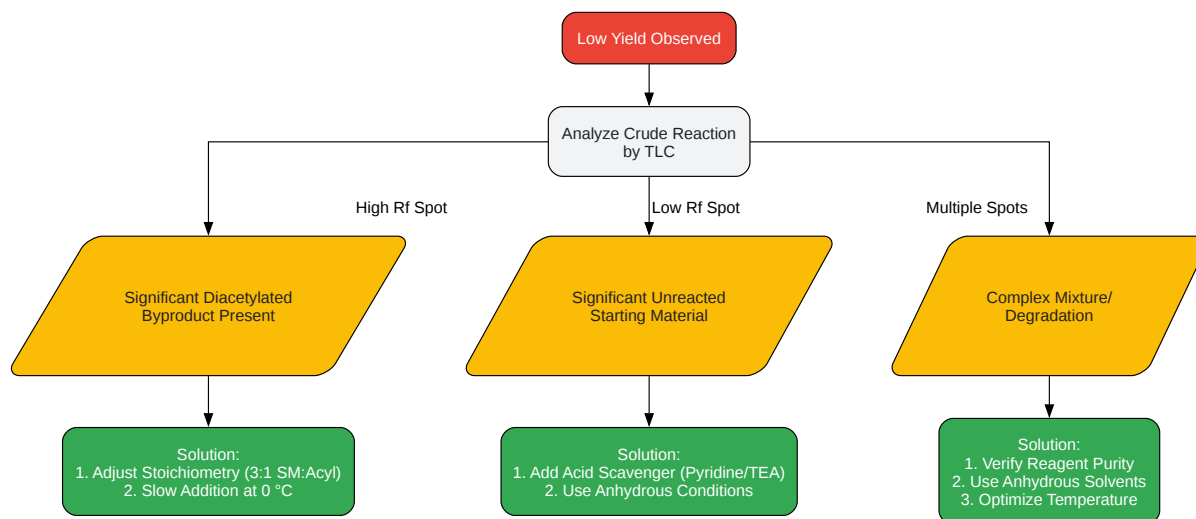 Low Yield Observed
Analyze Crude Reaction
by TLC
High Rf Spot
Low Rf Spot
Multiple Spots
Significant Diacetylated
Byproduct Present
Significant Unreacted
Starting Material
Complex Mixture/
Degradation
Solution:
1. Adjust Stoichiometry (3:1 SM:Acyl)
2. Slow Addition at 0 °C
Solution:
1. Add Acid Scavenger (Pyridine/TEA)
2. Use Anhydrous Conditions
Solution:
1. Verify Reagent Purity
2. Use Anhydrous Solvents
3. Optimize Temperature